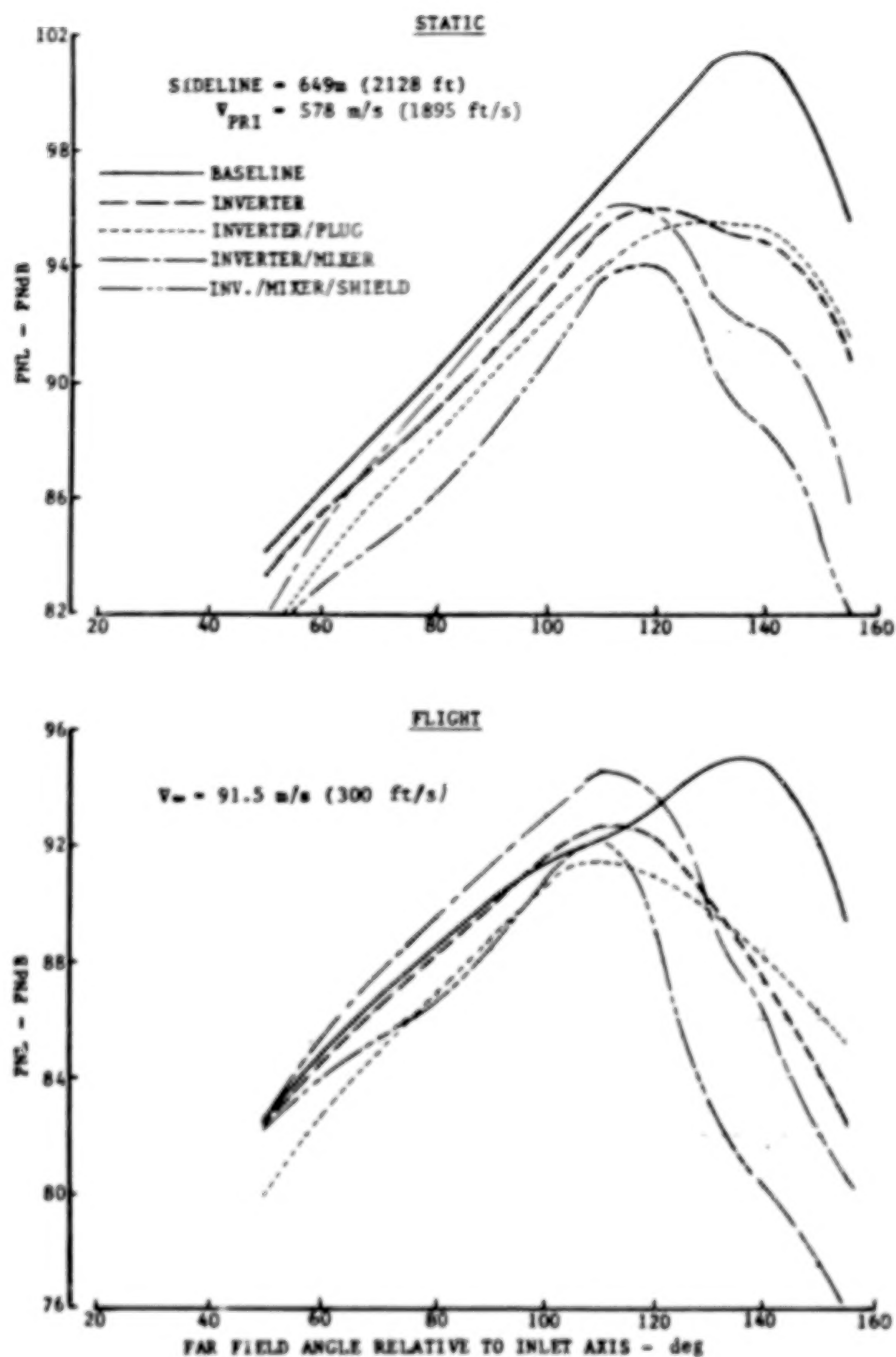 STATIC
102
SIDELINE = 649m (2128 ft)
V̄PRI = 578 m/s (1895 ft/s)
98
BASELINE
INVERTER
INVERTER/PLUG
INVERTER/MIXER
INV./MIXER/SHIELD
94
PNL - PNdB
90
86
82
20 40 60 80 100 120 140 160
FLIGHT
96
V∞ = 91.5 m/s (300 ft/s)
92
88
PNL - PNdB
84
80
76
20 40 60 80 100 120 140 160
FAR FIELD ANGLE RELATIVE TO INLET AXIS - deg